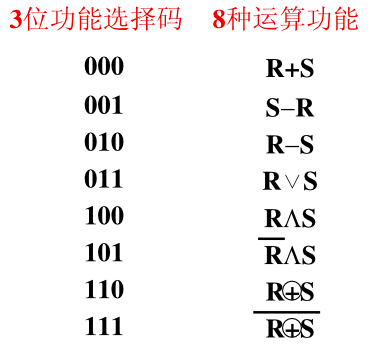 3位功能选择码 8种运算功能
000 R+S
001 S–R
010 R–S
011 R∨S
100 R∧S
101 R̅∧S
110 R⊕S
111 R̅⊕̅S̅